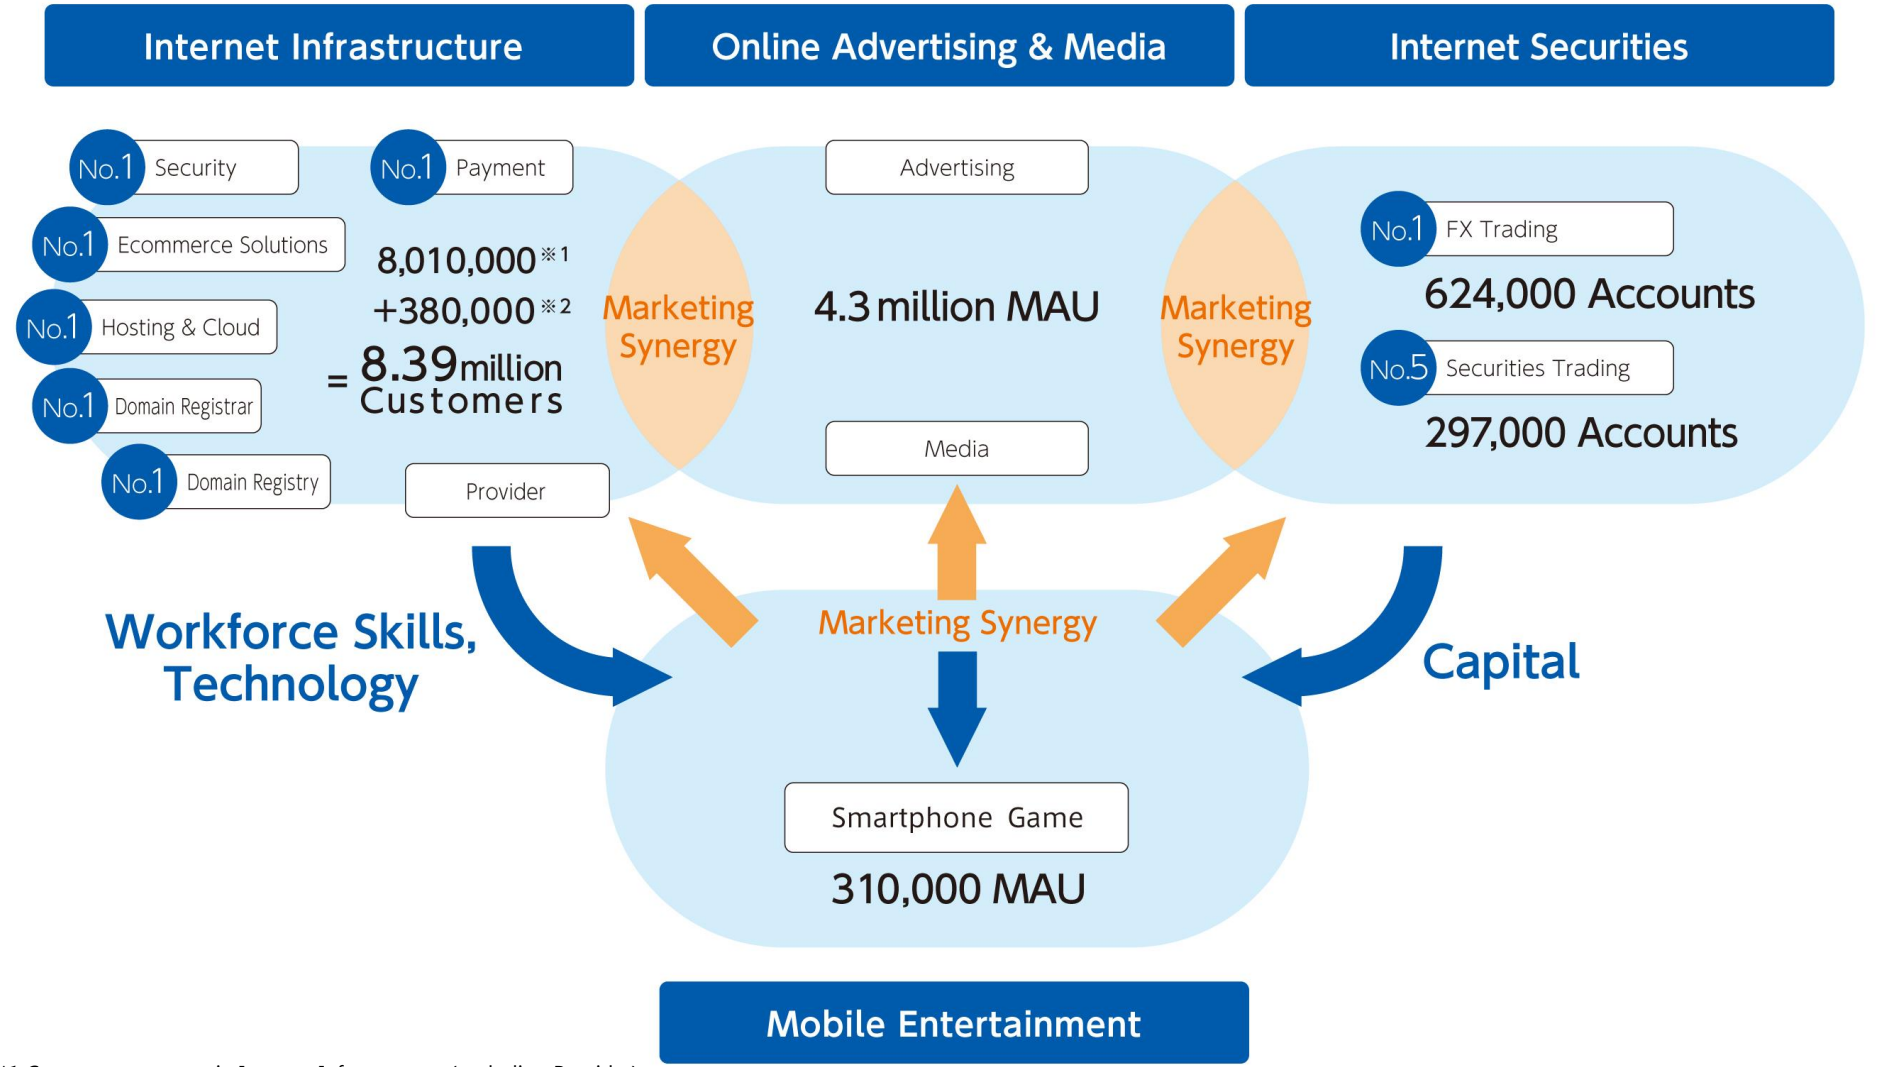 Internet Infrastructure
Online Advertising & Media
Internet Securities
No.1 Security
No.1 Payment
No.1 Ecommerce Solutions
8,010,000※1
+380,000※2
= 8.39 million
Customers
No.1 Hosting & Cloud
No.1 Domain Registrar
No.1 Domain Registry
Provider
Marketing
Synergy
Advertising
4.3 million MAU
Media
Marketing
Synergy
No.1 FX Trading
624,000 Accounts
No.5 Securities Trading
297,000 Accounts
Workforce Skills,
Technology
Marketing Synergy
Capital
Smartphone Game
310,000 MAU
Mobile Entertainment